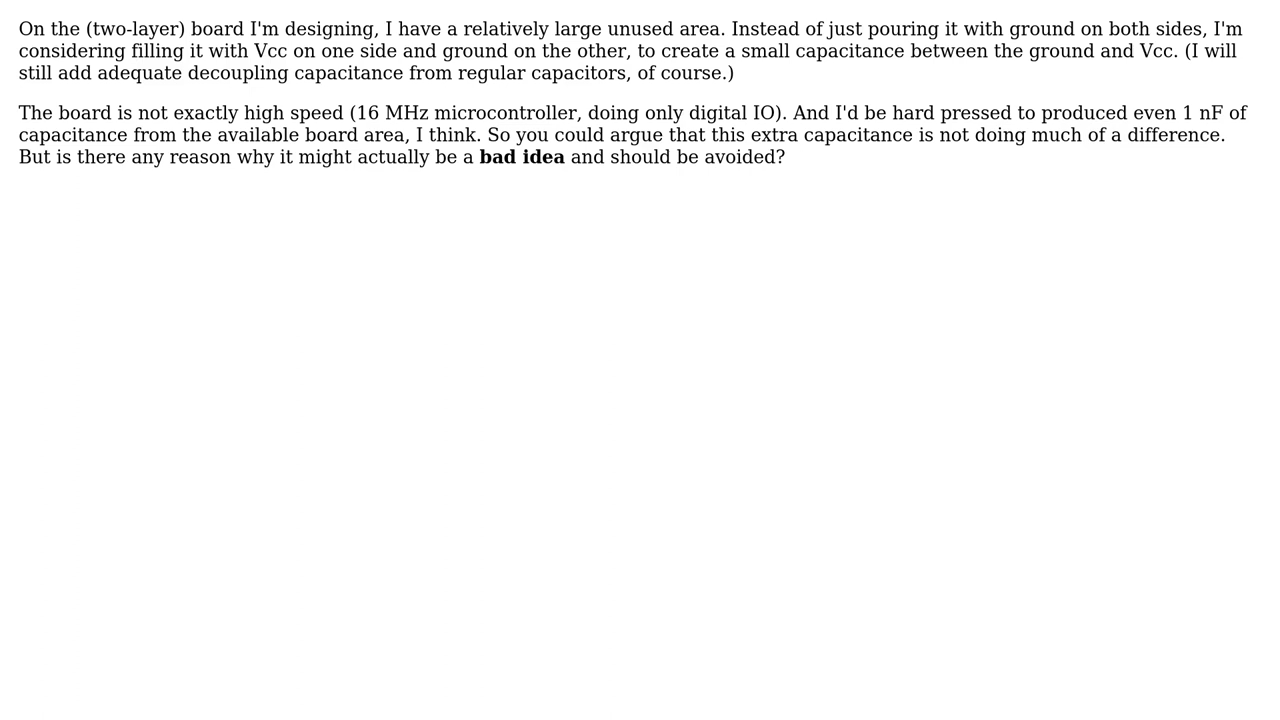 On the (two-layer) board I'm designing, I have a relatively large unused area. Instead of just pouring it with ground on both sides, I'm
considering filling it with Vcc on one side and ground on the other, to create a small capacitance between the ground and Vcc. (I will
still add adequate decoupling capacitance from regular capacitors, of course.)
The board is not exactly high speed (16 MHz microcontroller, doing only digital IO). And I'd be hard pressed to produced even 1 nF of
capacitance from the available board area, I think. So you could argue that this extra capacitance is not doing much of a difference.
But is there any reason why it might actually be a bad idea and should be avoided?